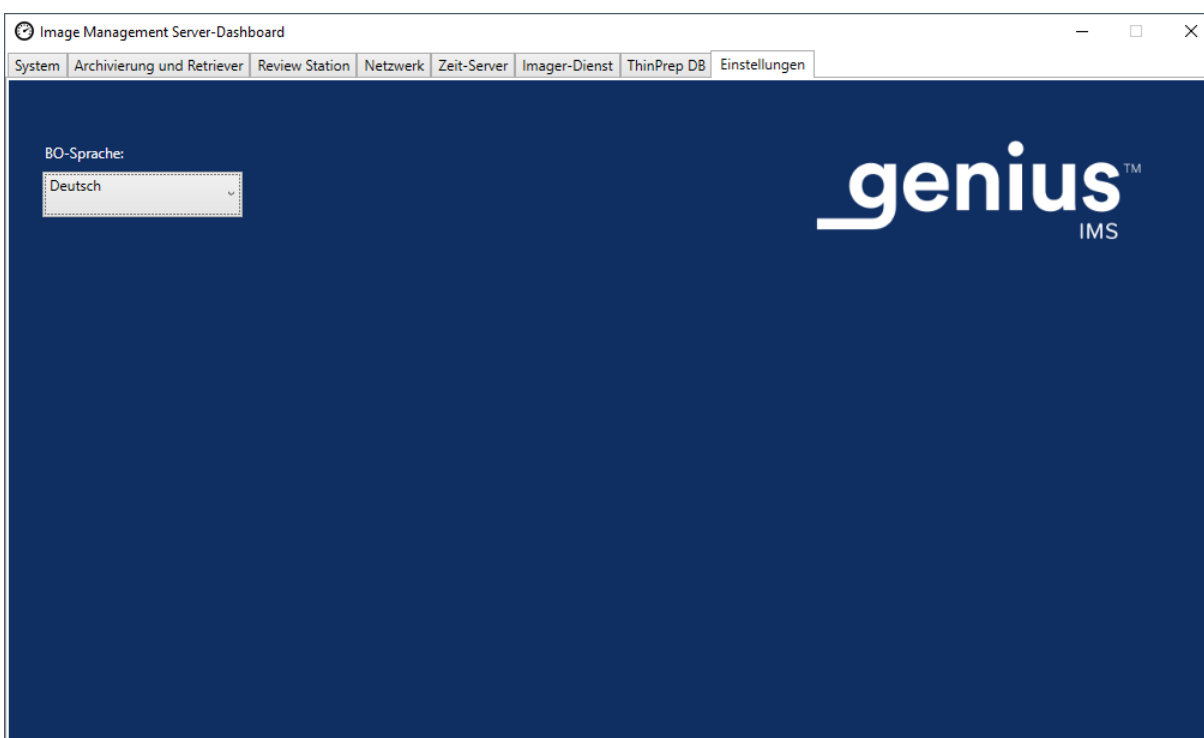 Image Management Server-Dashboard
System Archivierung und Retriever Review Station Netzwerk Zeit-Server Imager-Dienst ThinPrep DB Einstellungen
BO-Sprache:
Deutsch
genius™
IMS